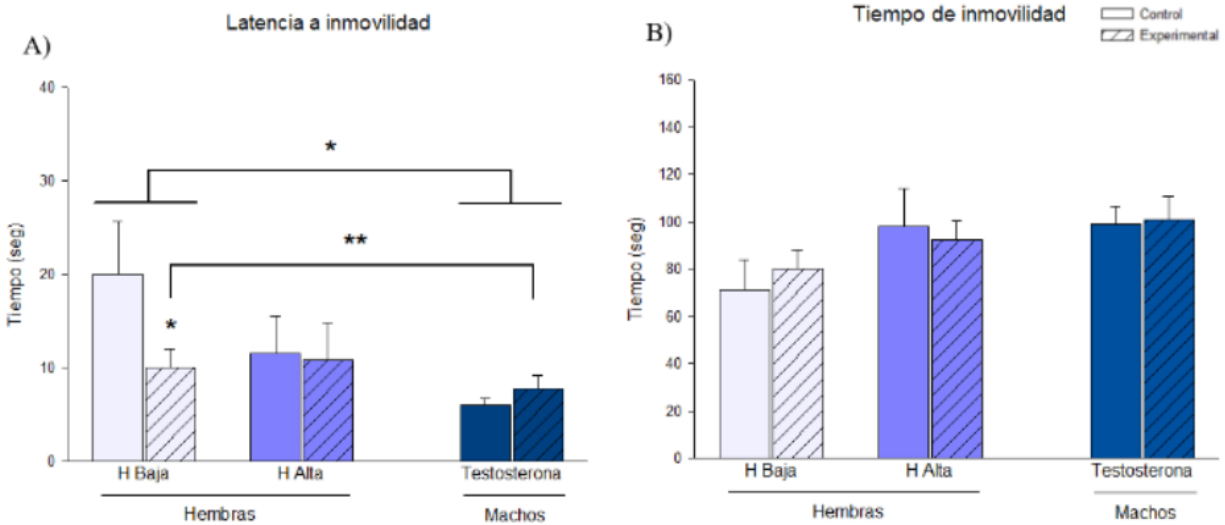 Latencia a inmovilidad
A)
Tiempo (seg)
40
30
20
10
0
*
**
*
H Baja
H Alta
Testosterona
Hembras
Machos
Tiempo de inmovilidad
B)
Control
Experimental
Tiempo (seg)
160
140
120
100
80
60
40
20
0
H Baja
H Alta
Testosterona
Hembras
Machos